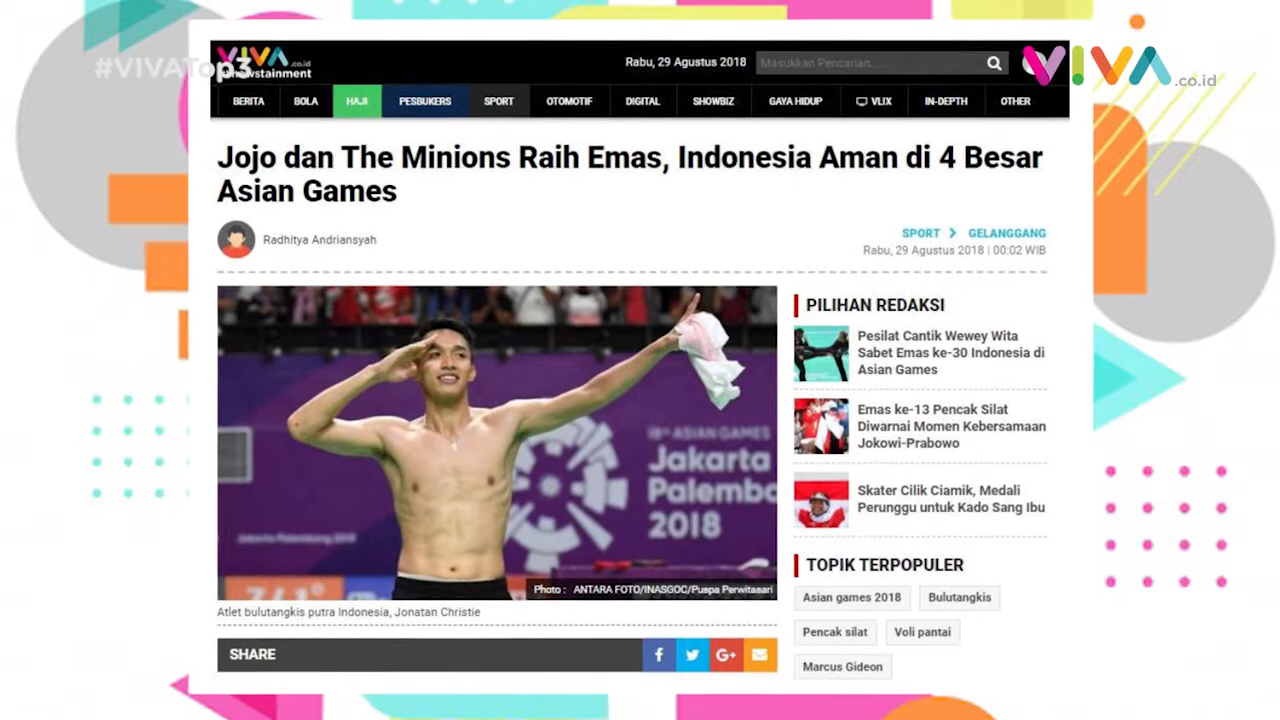 #VIVATop3
VIVA.co.id
newstainment
Rabu, 29 Agustus 2018
Masukkan Pencarian...
VIVA.co.id
BERITA
BOLA
HAJI
PESBUKERS
SPORT
OTOMOTIF
DIGITAL
SHOWBIZ
GAYA HIDUP
VLIX
IN-DEPTH
OTHER
Jojo dan The Minions Raih Emas, Indonesia Aman di 4 Besar
Asian Games
Radhitya Andriansyah
SPORT > GELANGGANG
Rabu, 29 Agustus 2018 | 00:02 WIB
18th ASIAN GAMES
Jakarta
Palemba
2018
Jakarta-Palembang 2018
Photo : ANTARA FOTO/INASGOC/Puspa Perwitasari
Atlet bulutangkis putra Indonesia, Jonatan Christie
SHARE
PILIHAN REDAKSI
Pesilat Cantik Wewey Wita
Sabet Emas ke-30 Indonesia di
Asian Games
Emas ke-13 Pencak Silat
Diwarnai Momen Kebersamaan
Jokowi-Prabowo
Skater Cilik Ciamik, Medali
Perunggu untuk Kado Sang Ibu
TOPIK TERPOPULER
Asian games 2018
Bulutangkis
Pencak silat
Voli pantai
Marcus Gideon